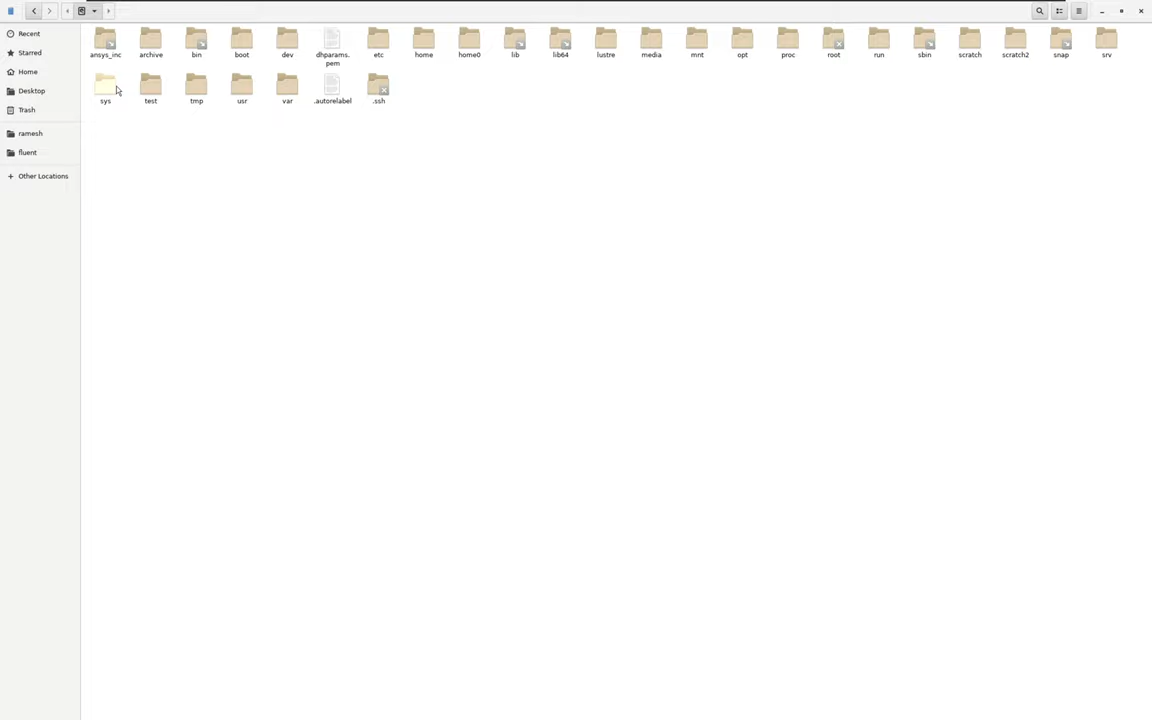 Recent
Starred
Home
Desktop
Trash
ramesh
fluent
Other Locations
ansys_inc archive bin boot dev dhparams.pem etc home home0 lib lib64 lustre media mnt opt proc root run sbin scratch scratch2 snap srv
sys test tmp usr var .autorelabel .ssh